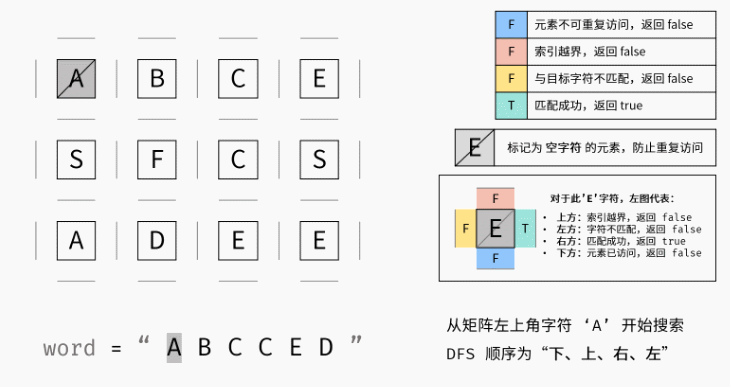 A B C E
S F C S
A D E E
word = “ A B C C E D ”
F 元素不可重复访问，返回 false
F 索引越界，返回 false
F 与目标字符不匹配，返回 false
T 匹配成功，返回 true
E 标记为 空字符 的元素，防止重复访问
F
F E T
F
对于此'E'字符，左图代表：
• 上方：索引越界，返回 false
• 左方：字符不匹配，返回 false
• 右方：匹配成功，返回 true
• 下方：元素已访问，返回 false
从矩阵左上角字符 ‘A’ 开始搜索
DFS 顺序为“下、上、右、左”